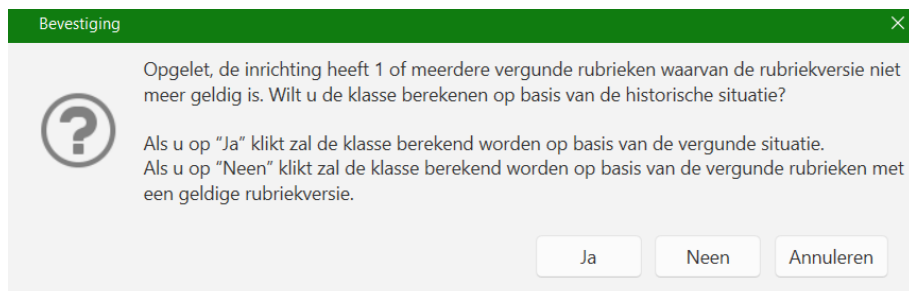 Bevestiging
Opgelet, de inrichting heeft 1 of meerdere vergunde rubrieken waarvan de rubriekversie niet
meer geldig is. Wilt u de klasse berekenen op basis van de historische situatie?
Als u op "Ja" klikt zal de klasse berekend worden op basis van de vergunde situatie.
Als u op "Neen" klikt zal de klasse berekend worden op basis van de vergunde rubrieken met
een geldige rubriekversie.
Ja Neen Annuleren